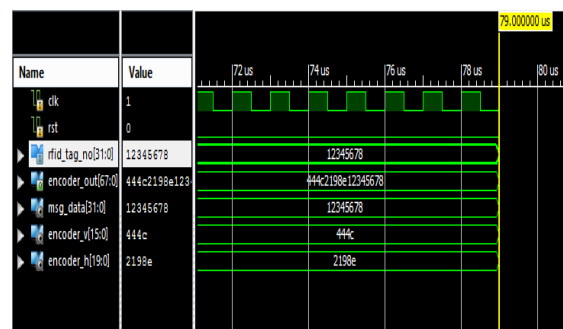 79.000000 us
Name Value 72 us 74 us 76 us 78 us 80 us
clk 1
rst 0
rfid_tag_no[31:0] 12345678 12345678
encoder_out[67:0] 444c2198e123 444c2198e12345678
msg_data[31:0] 12345678 12345678
encoder_v[15:0] 444c 444c
encoder_h[19:0] 2198e 2198e